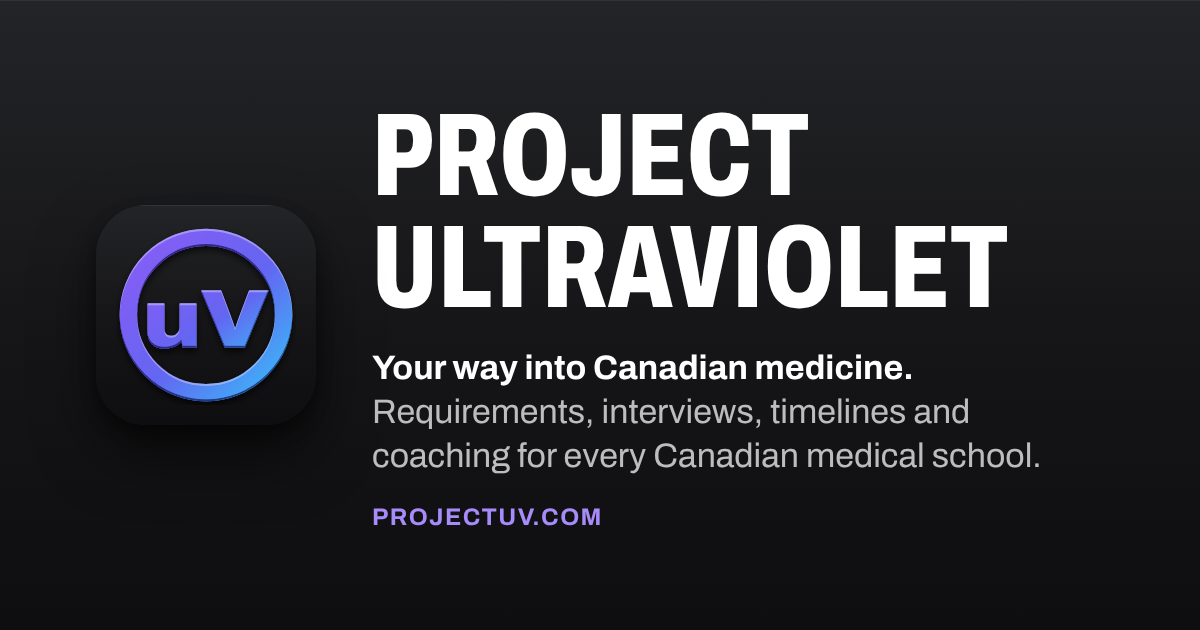 uV
PROJECT
ULTRAVIOLET
Your way into Canadian medicine.
Requirements, interviews, timelines and
coaching for every Canadian medical school.
PROJECTUV.COM